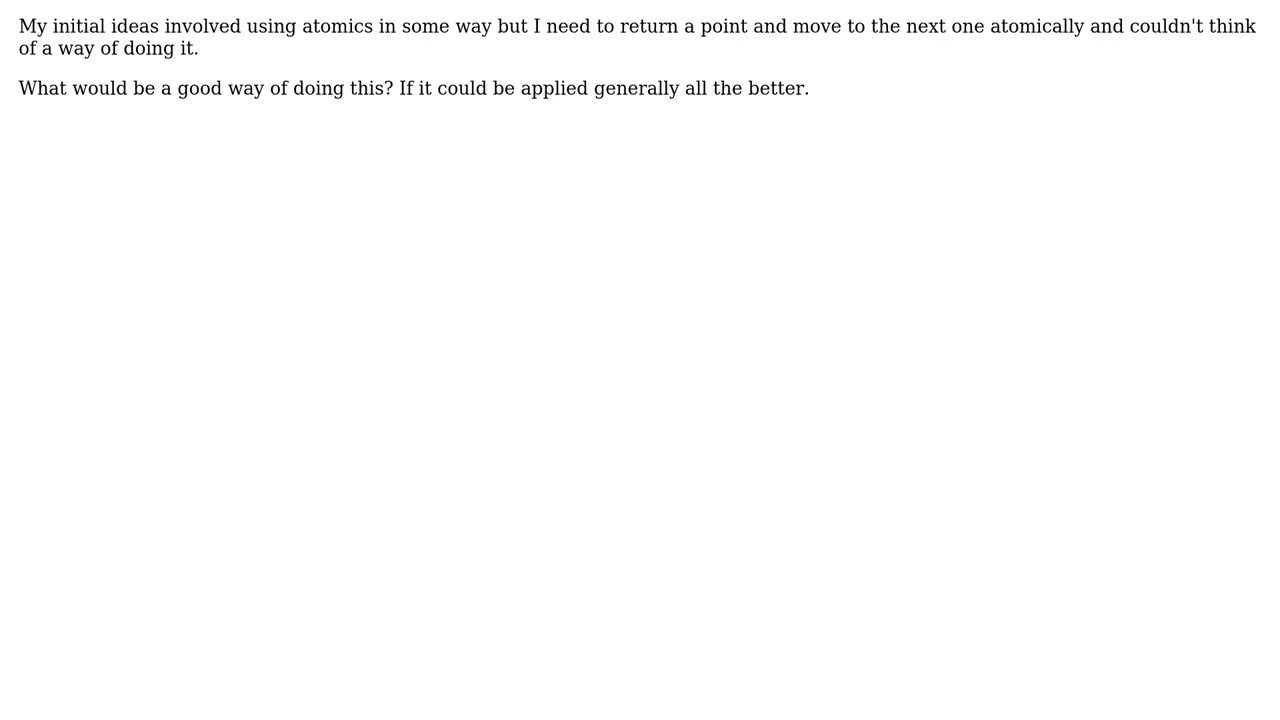 My initial ideas involved using atomics in some way but I need to return a point and move to the next one atomically and couldn't think
of a way of doing it.
What would be a good way of doing this? If it could be applied generally all the better.